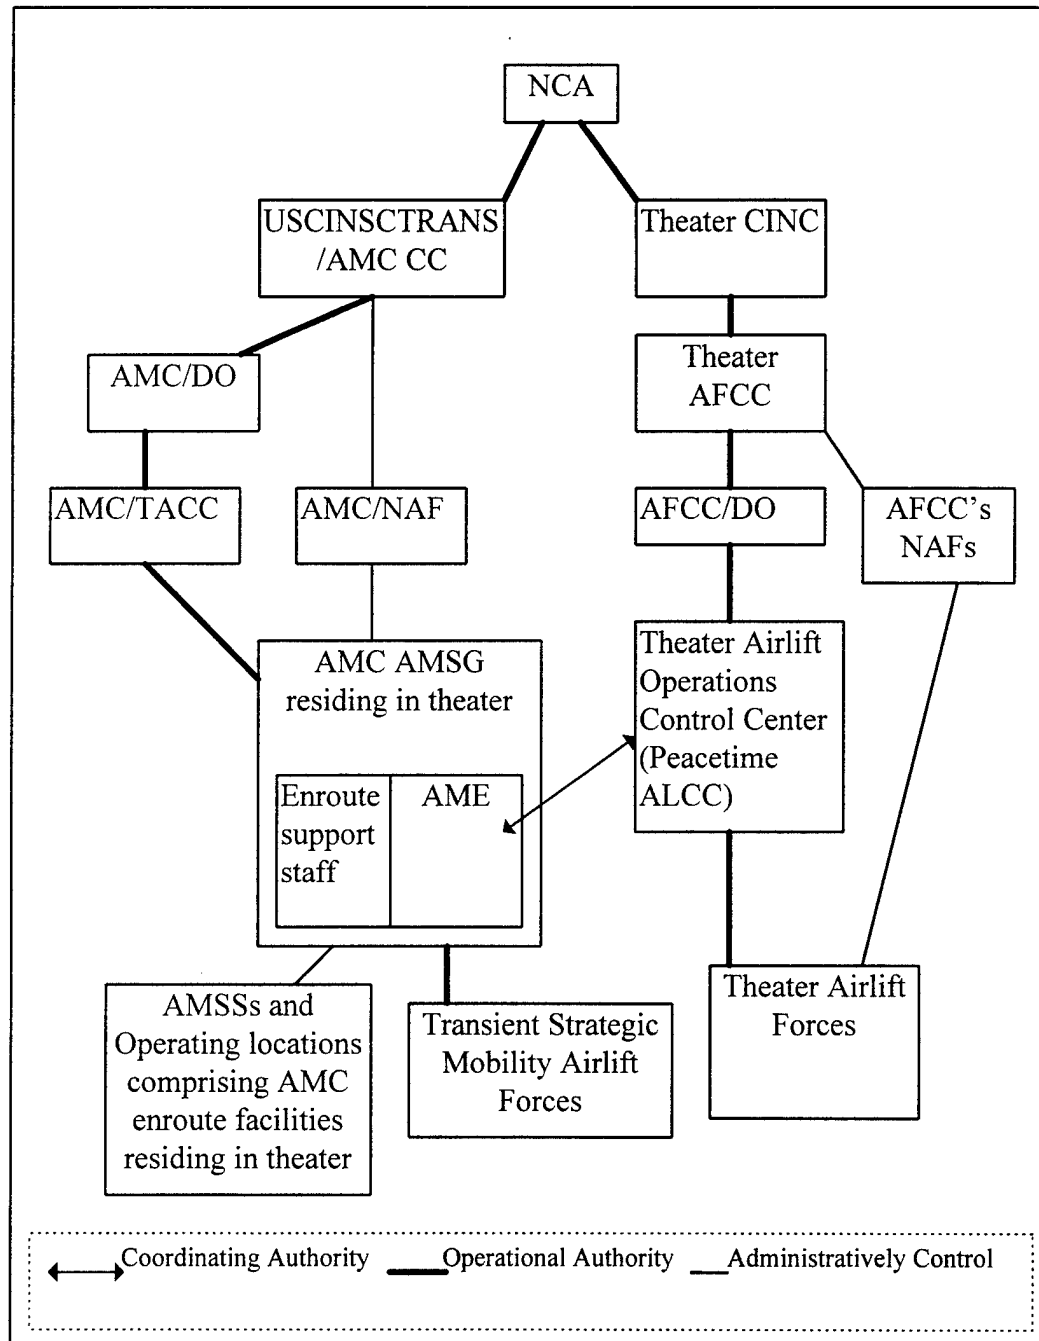 NCA
USCINSCTRANS
/AMC CC
Theater CINC
AMC/DO
Theater
AFCC
AMC/TACC
AMC/NAF
AFCC/DO
AFCC's
NAFs
AMC AMSG
residing in theater
Enroute
support
staff
AME
Theater Airlift
Operations
Control Center
(Peacetime
ALCC)
AMSSs and
Operating locations
comprising AMC
enroute facilities
residing in theater
Transient Strategic
Mobility Airlift
Forces
Theater Airlift
Forces
Coordinating Authority
Operational Authority
Administratively Control